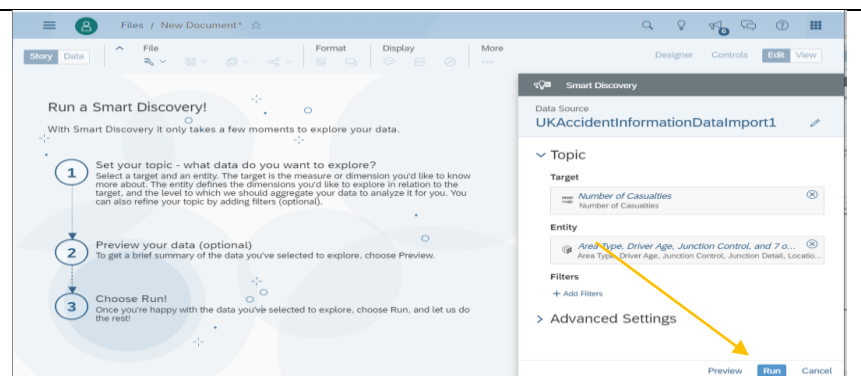 Files / New Document*
Story Data
File
Format
Display
More
Designer Controls Edit View
Smart Discovery
Run a Smart Discovery!
With Smart Discovery it only takes a few moments to explore your data.
1
Set your topic - what data do you want to explore?
Select a target and an entity. The target is the measure or dimension you'd like to know
more about. The entity defines the dimensions you'd like to explore in relation to the
target, and the level to which we should aggregate your data to analyze it for you. You
can also refine your topic by adding filters (optional).
2
Preview your data (optional)
To get a brief summary of the data you've selected to explore, choose Preview.
3
Choose Run!
Once you're happy with the data you've selected to explore, choose Run, and let us do
the rest!
Data Source
UKAccidentInformationDataImport1
Topic
Target
Number of Casualties
Number of Casualties
Entity
Area Type, Driver Age, Junction Control, and 7 o...
Area Type, Driver Age, Junction Control, Junction Detail, Locatio...
Filters
+ Add Filters
Advanced Settings
Preview Run Cancel